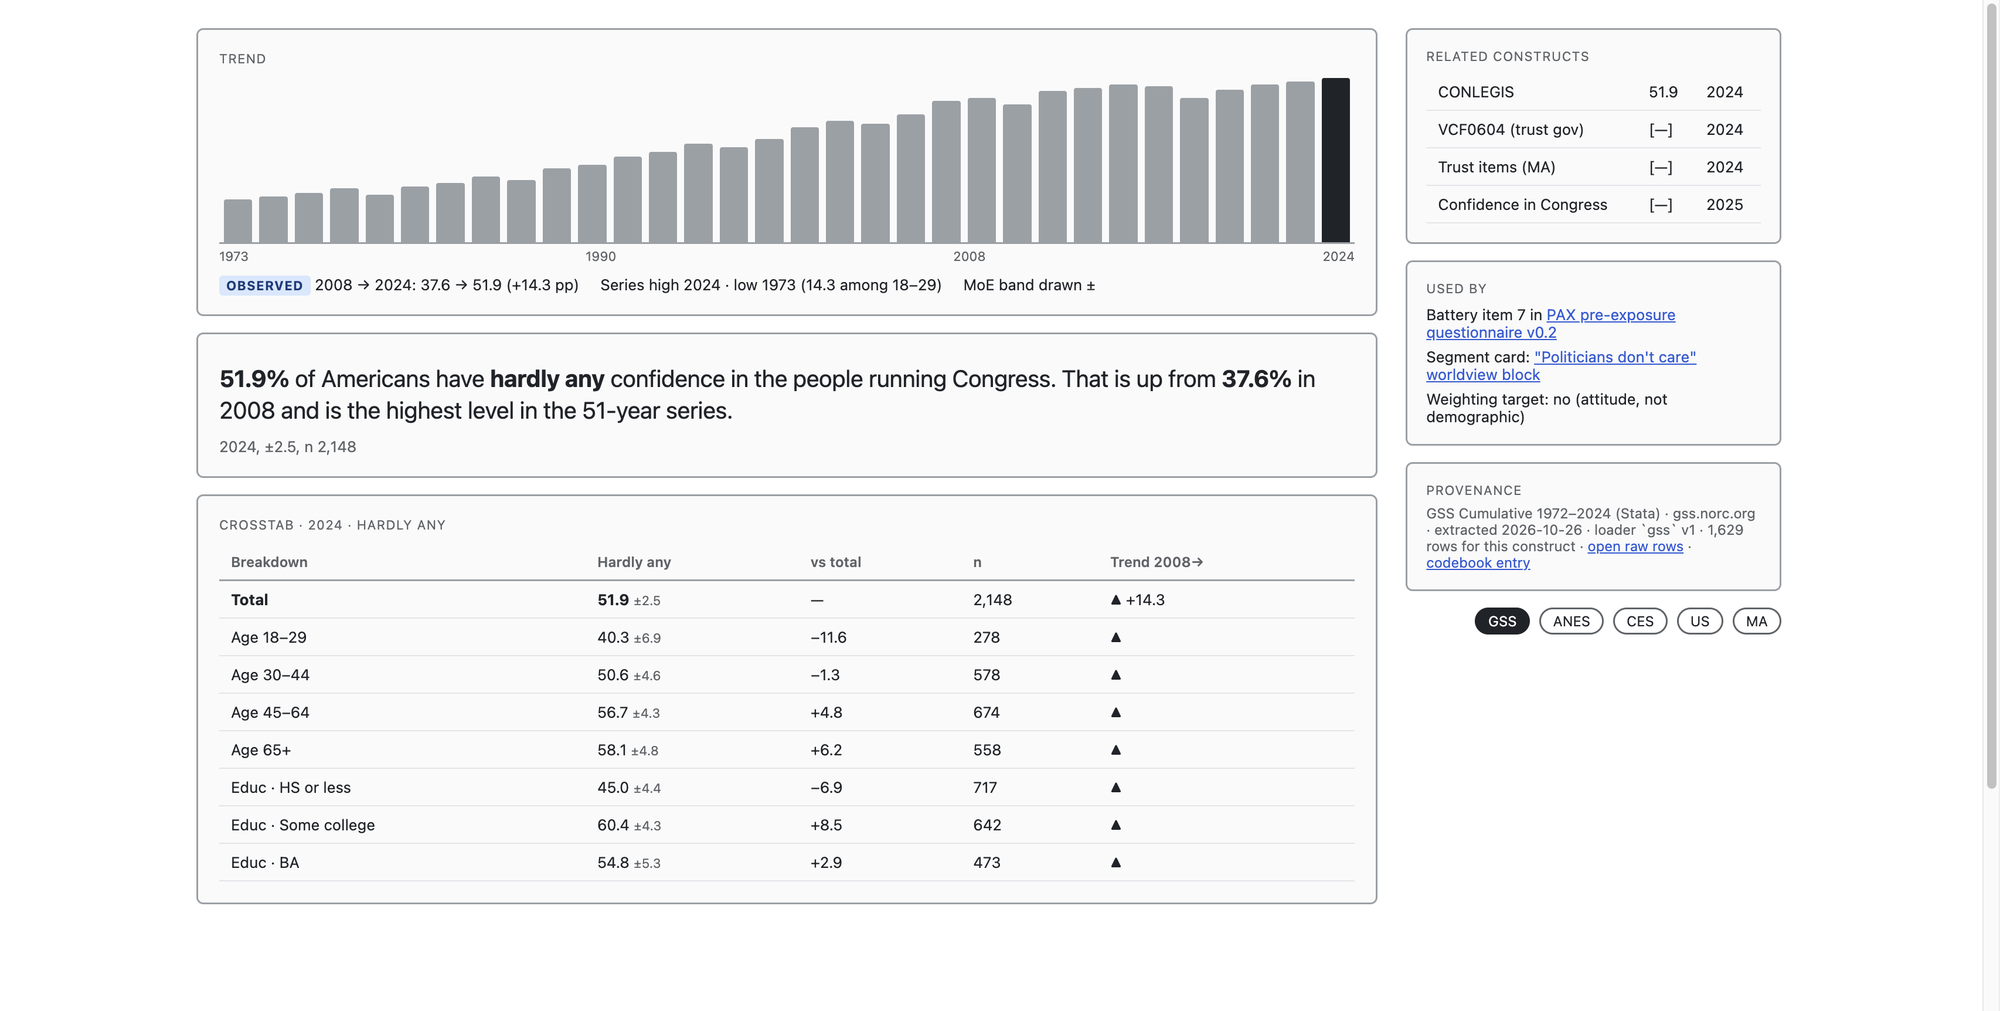 TREND
1973 1990 2008 2024
OBSERVED 2008 → 2024: 37.6 → 51.9 (+14.3 pp) Series high 2024 · low 1973 (14.3 among 18–29) MoE band drawn ±
51.9% of Americans have hardly any confidence in the people running Congress. That is up from 37.6% in
2008 and is the highest level in the 51-year series.
2024, ±2.5, n 2,148
CROSSTAB · 2024 · HARDLY ANY
Breakdown Hardly any vs total n Trend 2008→
Total 51.9 ±2.5 — 2,148 ▲ +14.3
Age 18–29 40.3 ±6.9 −11.6 278 ▲
Age 30–44 50.6 ±4.6 −1.3 578 ▲
Age 45–64 56.7 ±4.3 +4.8 674 ▲
Age 65+ 58.1 ±4.8 +6.2 558 ▲
Educ · HS or less 45.0 ±4.4 −6.9 717 ▲
Educ · Some college 60.4 ±4.3 +8.5 642 ▲
Educ · BA 54.8 ±5.3 +2.9 473 ▲
RELATED CONSTRUCTS
CONLEGIS 51.9 2024
VCF0604 (trust gov) [—] 2024
Trust items (MA) [—] 2024
Confidence in Congress [—] 2025
USED BY
Battery item 7 in PAX pre-exposure
questionnaire v0.2
Segment card: "Politicians don't care"
worldview block
Weighting target: no (attitude, not
demographic)
PROVENANCE
GSS Cumulative 1972–2024 (Stata) · gss.norc.org
· extracted 2026-10-26 · loader `gss` v1 · 1,629
rows for this construct · open raw rows ·
codebook entry
GSS ANES CES US MA